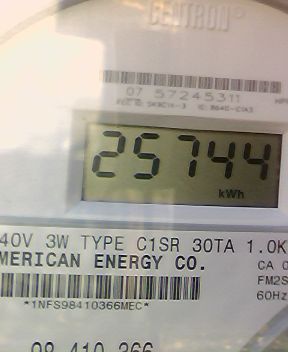 CENTRON®
07 57245311
25744
kWh
40V 3W TYPE C1SR 30TA 1.0K
MERICAN ENERGY CO.
CA 0
FM2S
*1NFS98410366MEC*
60Hz
98 410 366